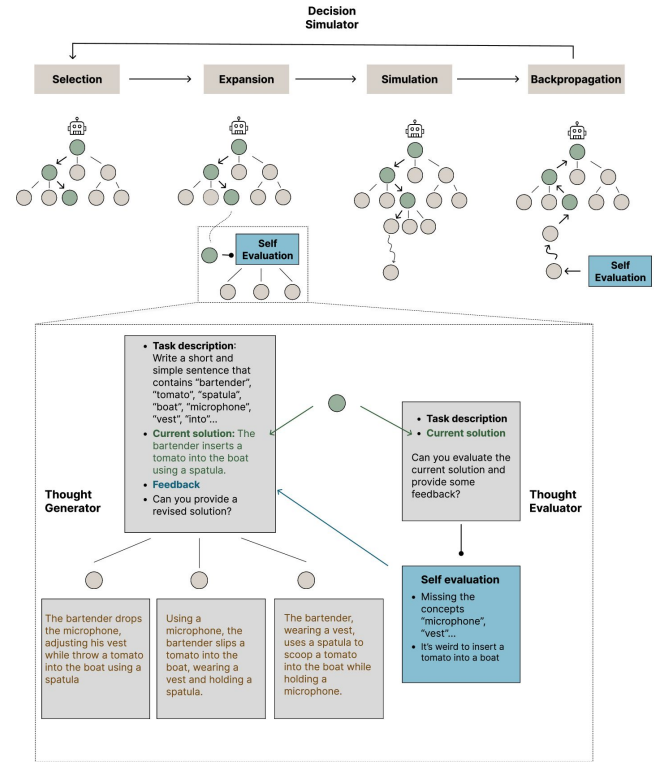 Decision
Simulator
Selection
Expansion
Simulation
Backpropagation
Self
Evaluation
Self
Evaluation
• Task description:
Write a short and
simple sentence that
contains “bartender”,
“tomato”, “spatula”,
“boat”, “microphone”,
“vest”, “into”...
• Current solution: The
bartender inserts a
tomato into the boat
using a spatula.
• Feedback
• Can you provide a
revised solution?
Thought
Generator
• Task description
• Current solution
Can you evaluate the
current solution and
provide some
feedback?
Thought
Evaluator
Self evaluation
• Missing the
concepts
“microphone”,
“vest”...
• It’s weird to insert a
tomato into a boat
The bartender drops
the microphone,
adjusting his vest
while throw a tomato
into the boat using a
spatula
Using a
microphone, the
bartender slips a
tomato into the
boat, wearing a
vest and holding a
spatula.
The bartender,
wearing a vest,
uses a spatula to
scoop a tomato
into the boat while
holding a
microphone.